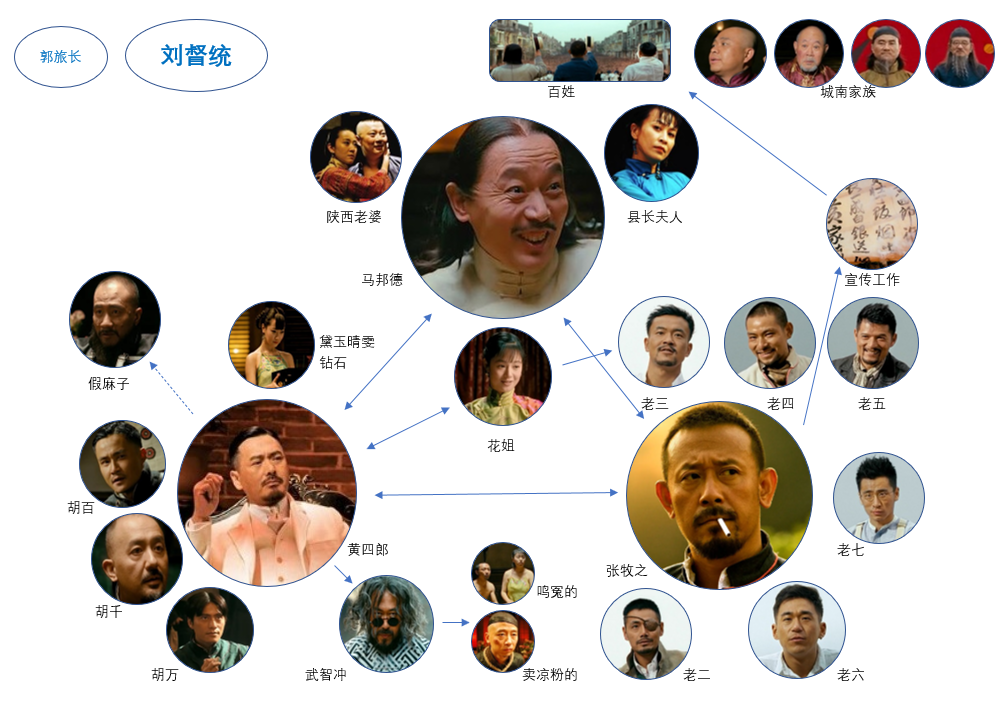 郭旅长
刘督统
百姓
城南家族
陕西老婆
县长夫人
马邦德
宣传工作
黛玉晴雯
钻石
假麻子
老三
老四
老五
花姐
胡百
黄四郎
老七
张牧之
鸣冤的
胡千
胡万
武智冲
卖凉粉的
老二
老六